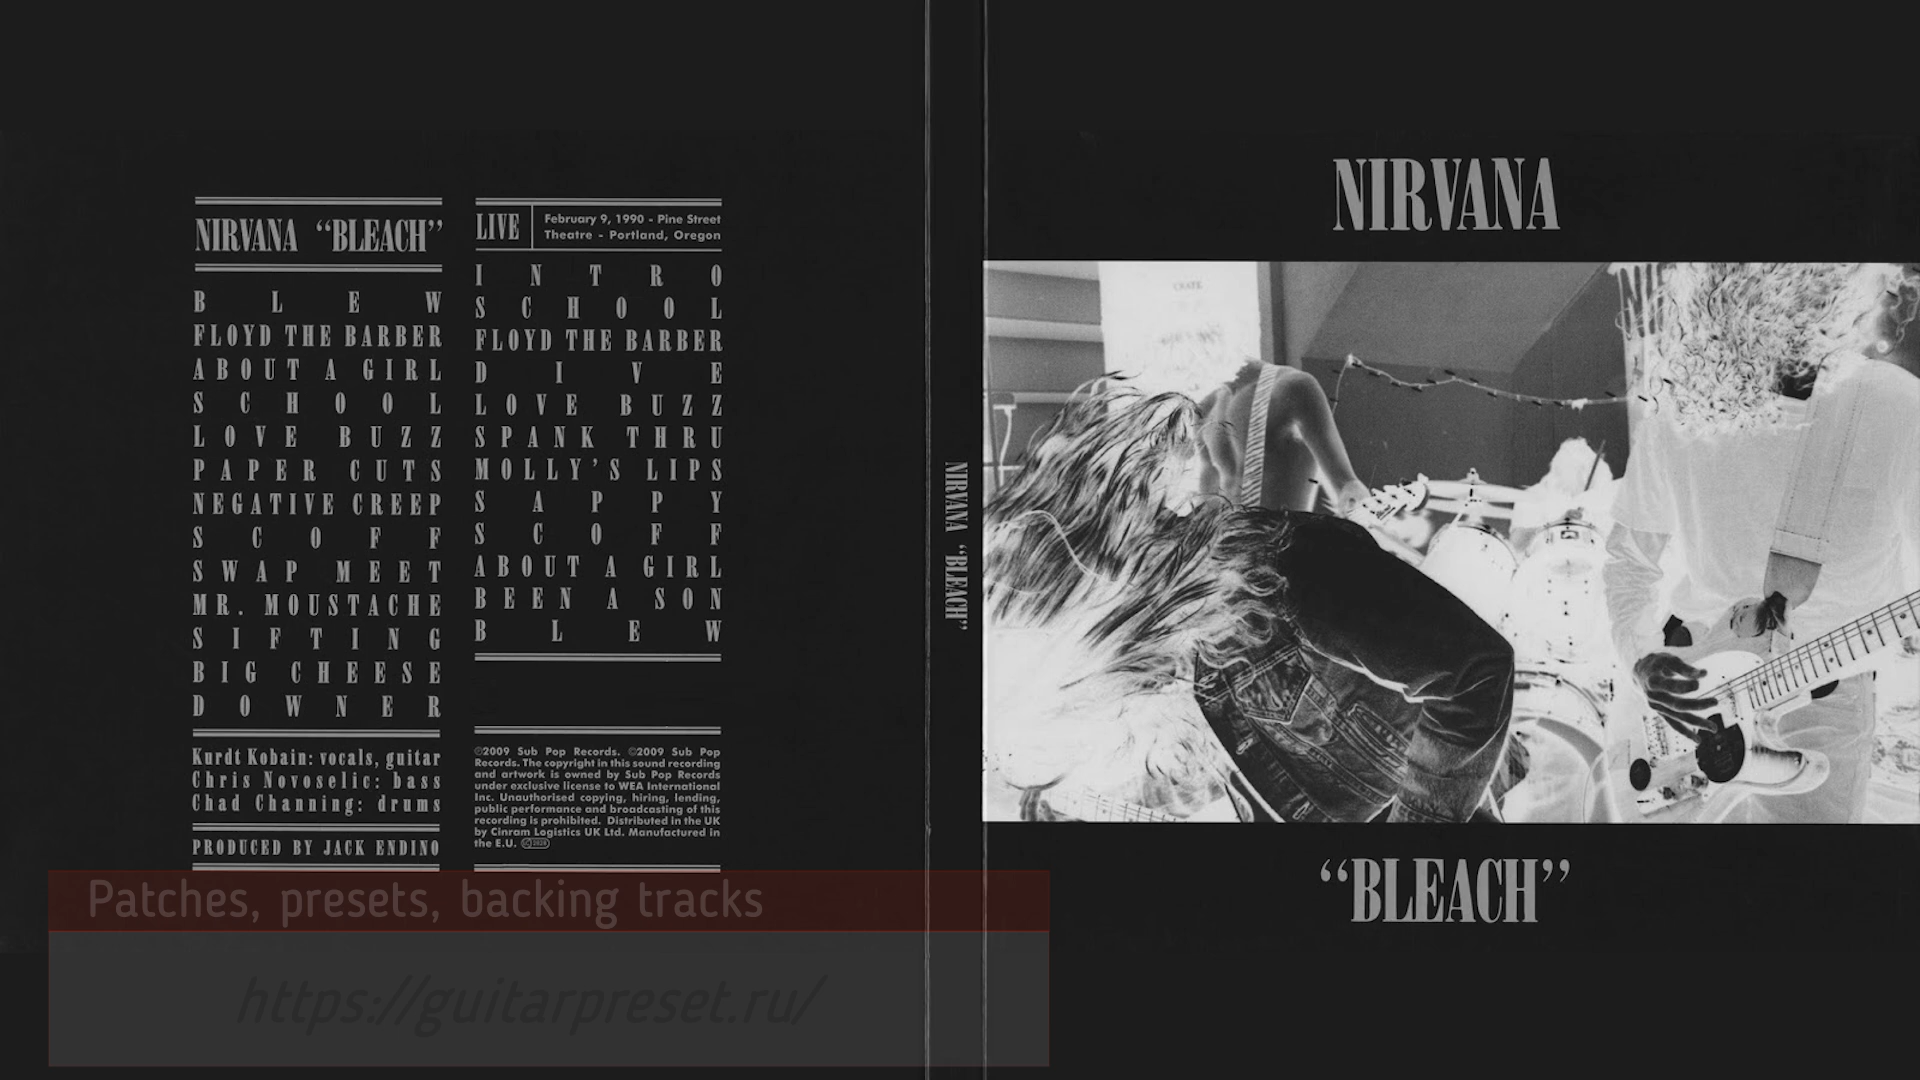 NIRVANA “BLEACH”
BLEW
FLOYD THE BARBER
ABOUT A GIRL
SCHOOL
LOVE BUZZ
PAPER CUTS
NEGATIVE CREEP
SCOFF
SWAP MEET
MR. MOUSTACHE
SIFTING
BIG CHEESE
DOWNER
Kurdt Kobain: vocals, guitar
Chris Novoselic: bass
Chad Channing: drums
PRODUCED BY JACK ENDINO
LIVE
February 9, 1990 - Pine Street
Theatre - Portland, Oregon
INTRO
SCHOOL
FLOYD THE BARBER
DIVE
LOVE BUZZ
SPANK THRU
MOLLY’S LIPS
SAPPY
SCOFF
ABOUT A GIRL
BEEN A SON
BLEW
℗2009 Sub Pop Records. ©2009 Sub Pop
Records. The copyright in this sound recording
and artwork is owned by Sub Pop Records
under exclusive license to WEA International
Inc. Unauthorised copying, hiring, lending,
public performance and broadcasting of this
recording is prohibited. Distributed in the UK
by Cinram Logistics UK Ltd. Manufactured in
the E.U.
NIRVANA “BLEACH”
NIRVANA
CRATE
“BLEACH”
Patches, presets, backing tracks
https://guitarpreset.ru/